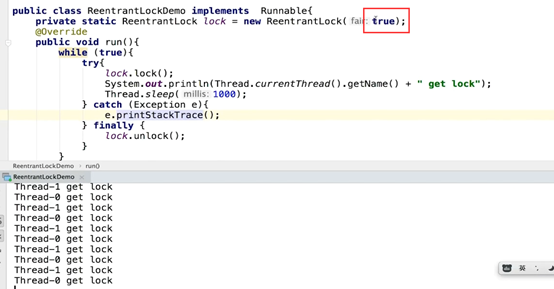 public class ReentrantLockDemo implements  Runnable{
    private static ReentrantLock lock = new ReentrantLock( fair: true);
    @Override
    public void run(){
        while (true){
            try{
                lock.lock();
                System.out.println(Thread.currentThread().getName() + " get lock");
                Thread.sleep( millis: 1000);
            } catch (Exception e){
                e.printStackTrace();
            } finally {
                lock.unlock();
            }
        }
ReentrantLockDemo › run()
ReentrantLockDemo ×
Thread-1 get lock
Thread-0 get lock
Thread-1 get lock
Thread-0 get lock
Thread-1 get lock
Thread-0 get lock
Thread-1 get lock
Thread-0 get lock
Thread-1 get lock
Thread-0 get lock